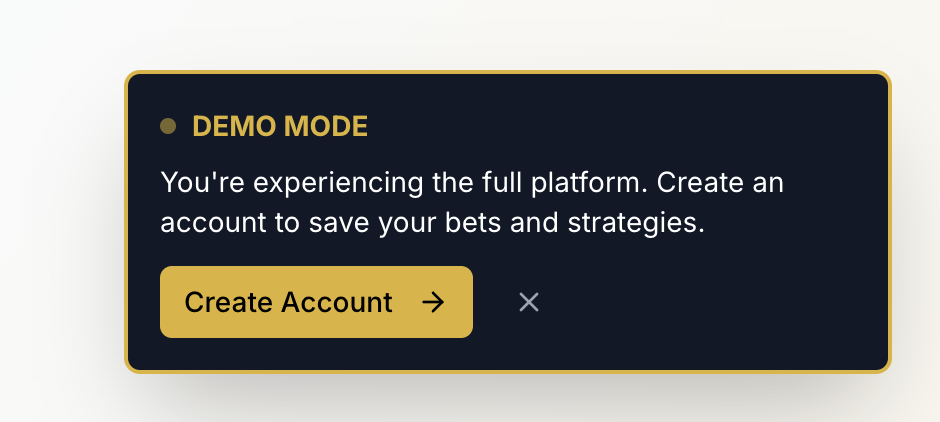 DEMO MODE
You're experiencing the full platform. Create an
account to save your bets and strategies.
Create Account →